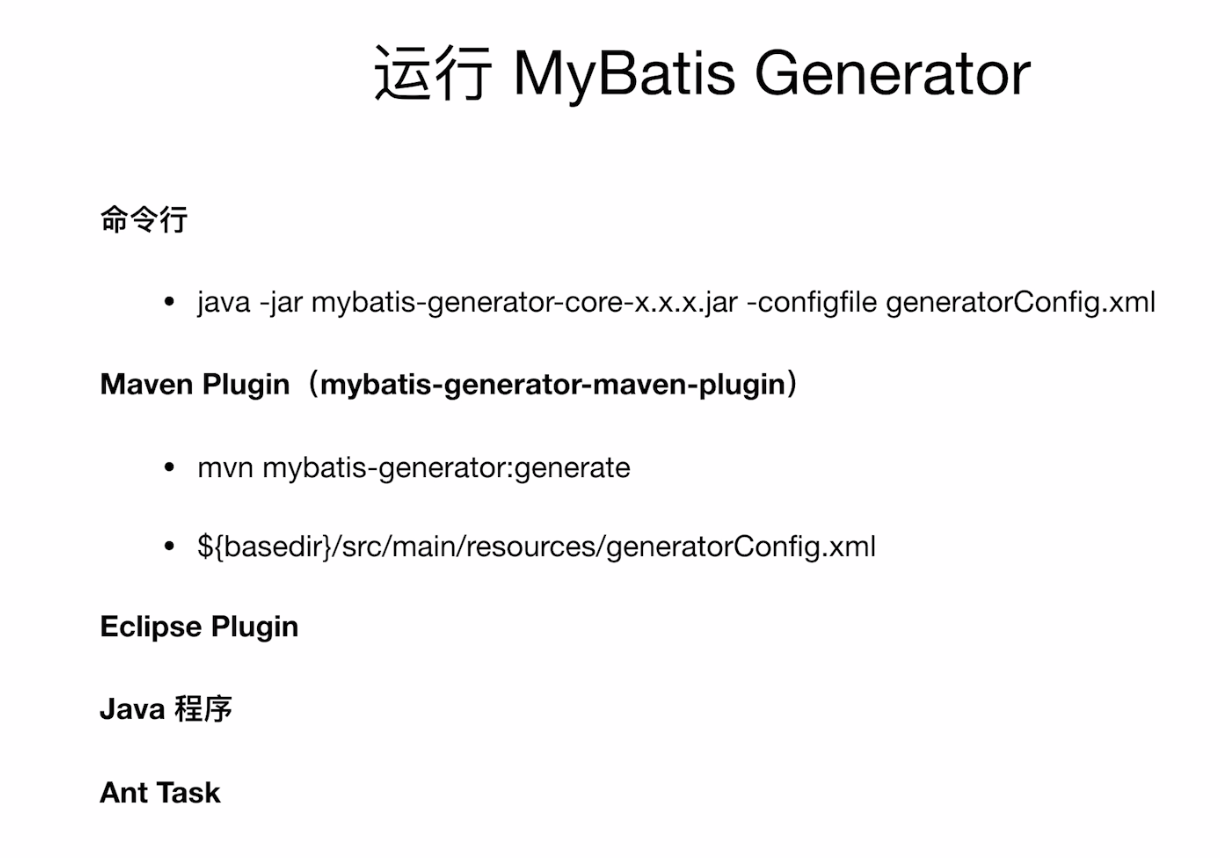 运行 MyBatis Generator
命令行
• java -jar mybatis-generator-core-x.x.x.jar -configfile generatorConfig.xml
Maven Plugin（mybatis-generator-maven-plugin）
• mvn mybatis-generator:generate
• ${basedir}/src/main/resources/generatorConfig.xml
Eclipse Plugin
Java 程序
Ant Task